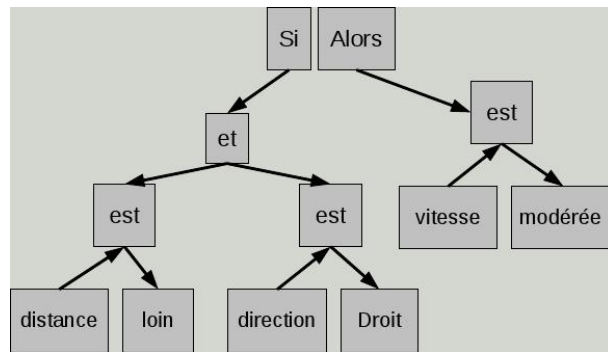 Si Alors
est
et
est est vitesse modérée
distance loin direction Droit